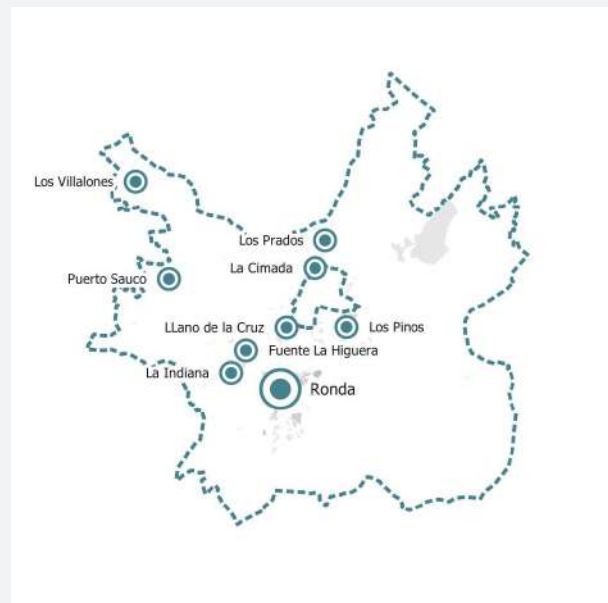 Los Villalones
Los Prados
La Cimada
Puerto Sauco
LLano de la Cruz
Los Pinos
Fuente La Higuera
La Indiana
Ronda